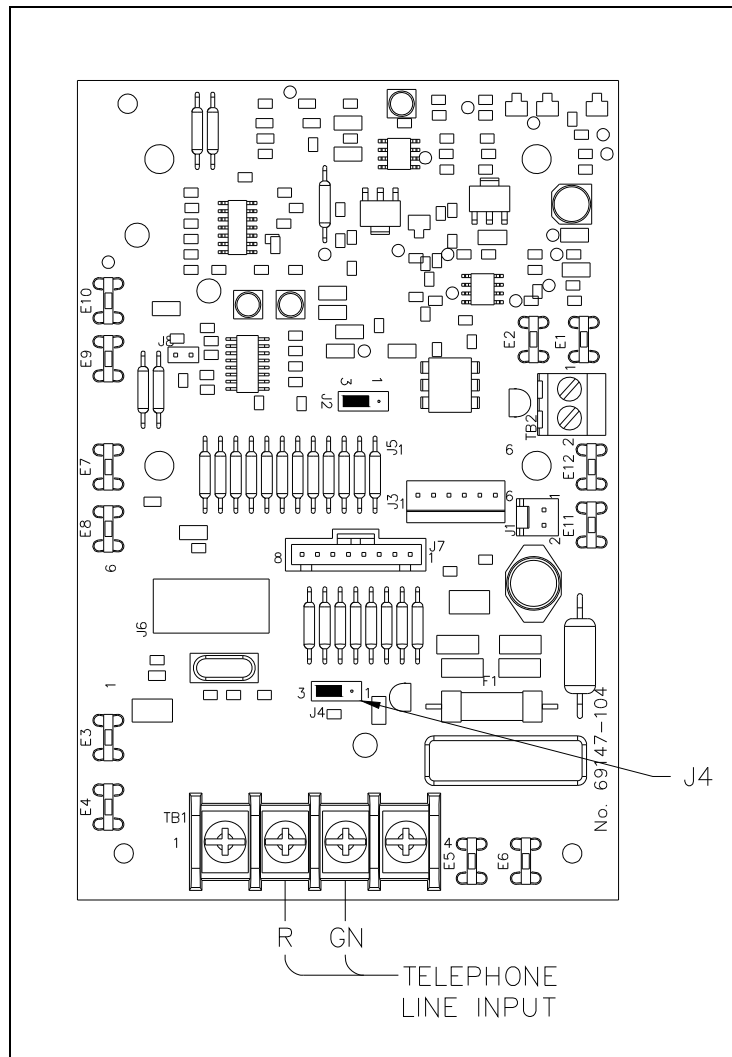 E10
E9
J8
E2
E1
3 1
J2
1
TB2
2
E7
J5
1
6
E12
E8
J3
1
6
J1
1
2
E11
6
8
J7
1
J6
1
F1
3 1
J4
E3
E4
No. 69147-104
J4
TB1
1
4
E5
E6
R GN
TELEPHONE
LINE INPUT